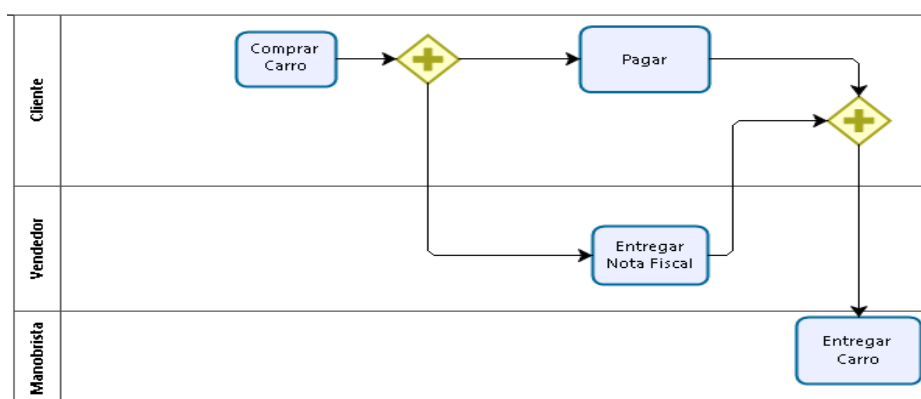 Cliente
Comprar
Carro
Pagar
Vendedor
Entregar
Nota Fiscal
Manobrista
Entregar
Carro